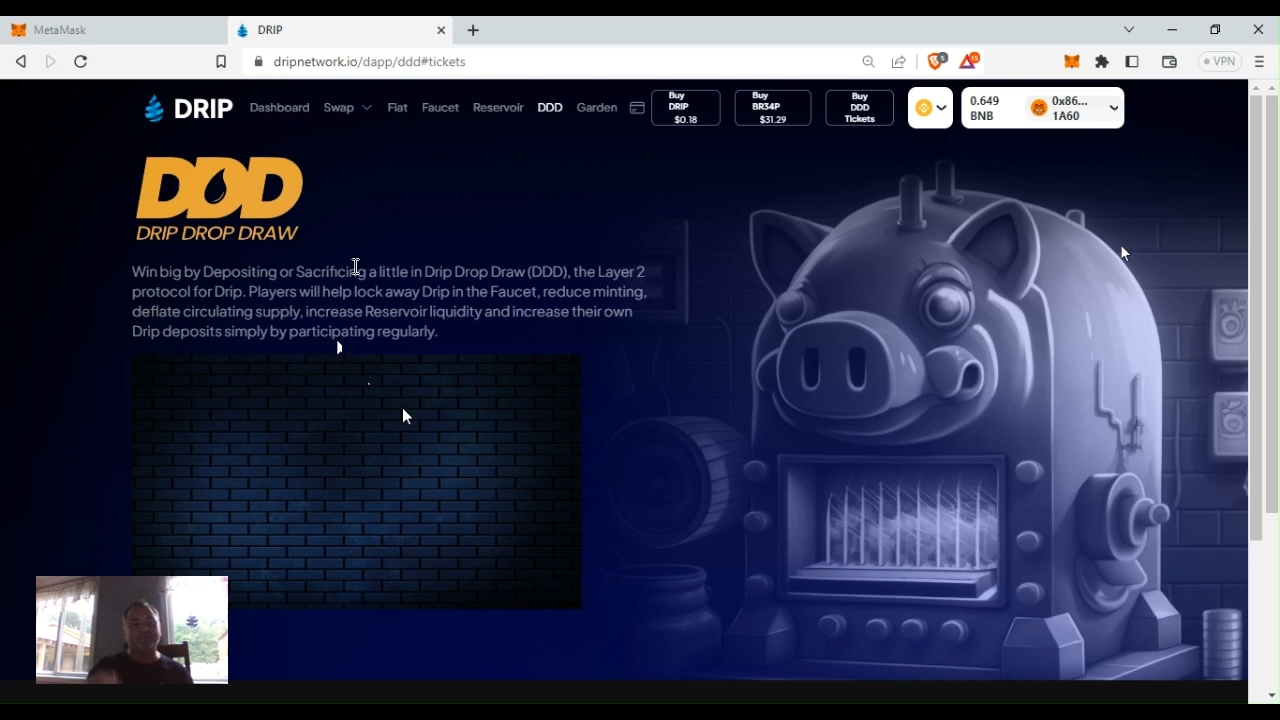 MetaMask
DRIP
dripnetwork.io/dapp/ddd#tickets
5
15
VPN
DRIP
Dashboard
Swap
Fiat
Faucet
Reservoir
DDD
Garden
Buy
DRIP
$0.18
Buy
BR34P
$31.29
Buy
DDD
Tickets
0.649
BNB
0x86...
1A60
DDD
DRIP DROP DRAW
Win big by Depositing or Sacrificing a little in Drip Drop Draw (DDD), the Layer 2
protocol for Drip. Players will help lock away Drip in the Faucet, reduce minting,
deflate circulating supply, increase Reservoir liquidity and increase their own
Drip deposits simply by participating regularly.